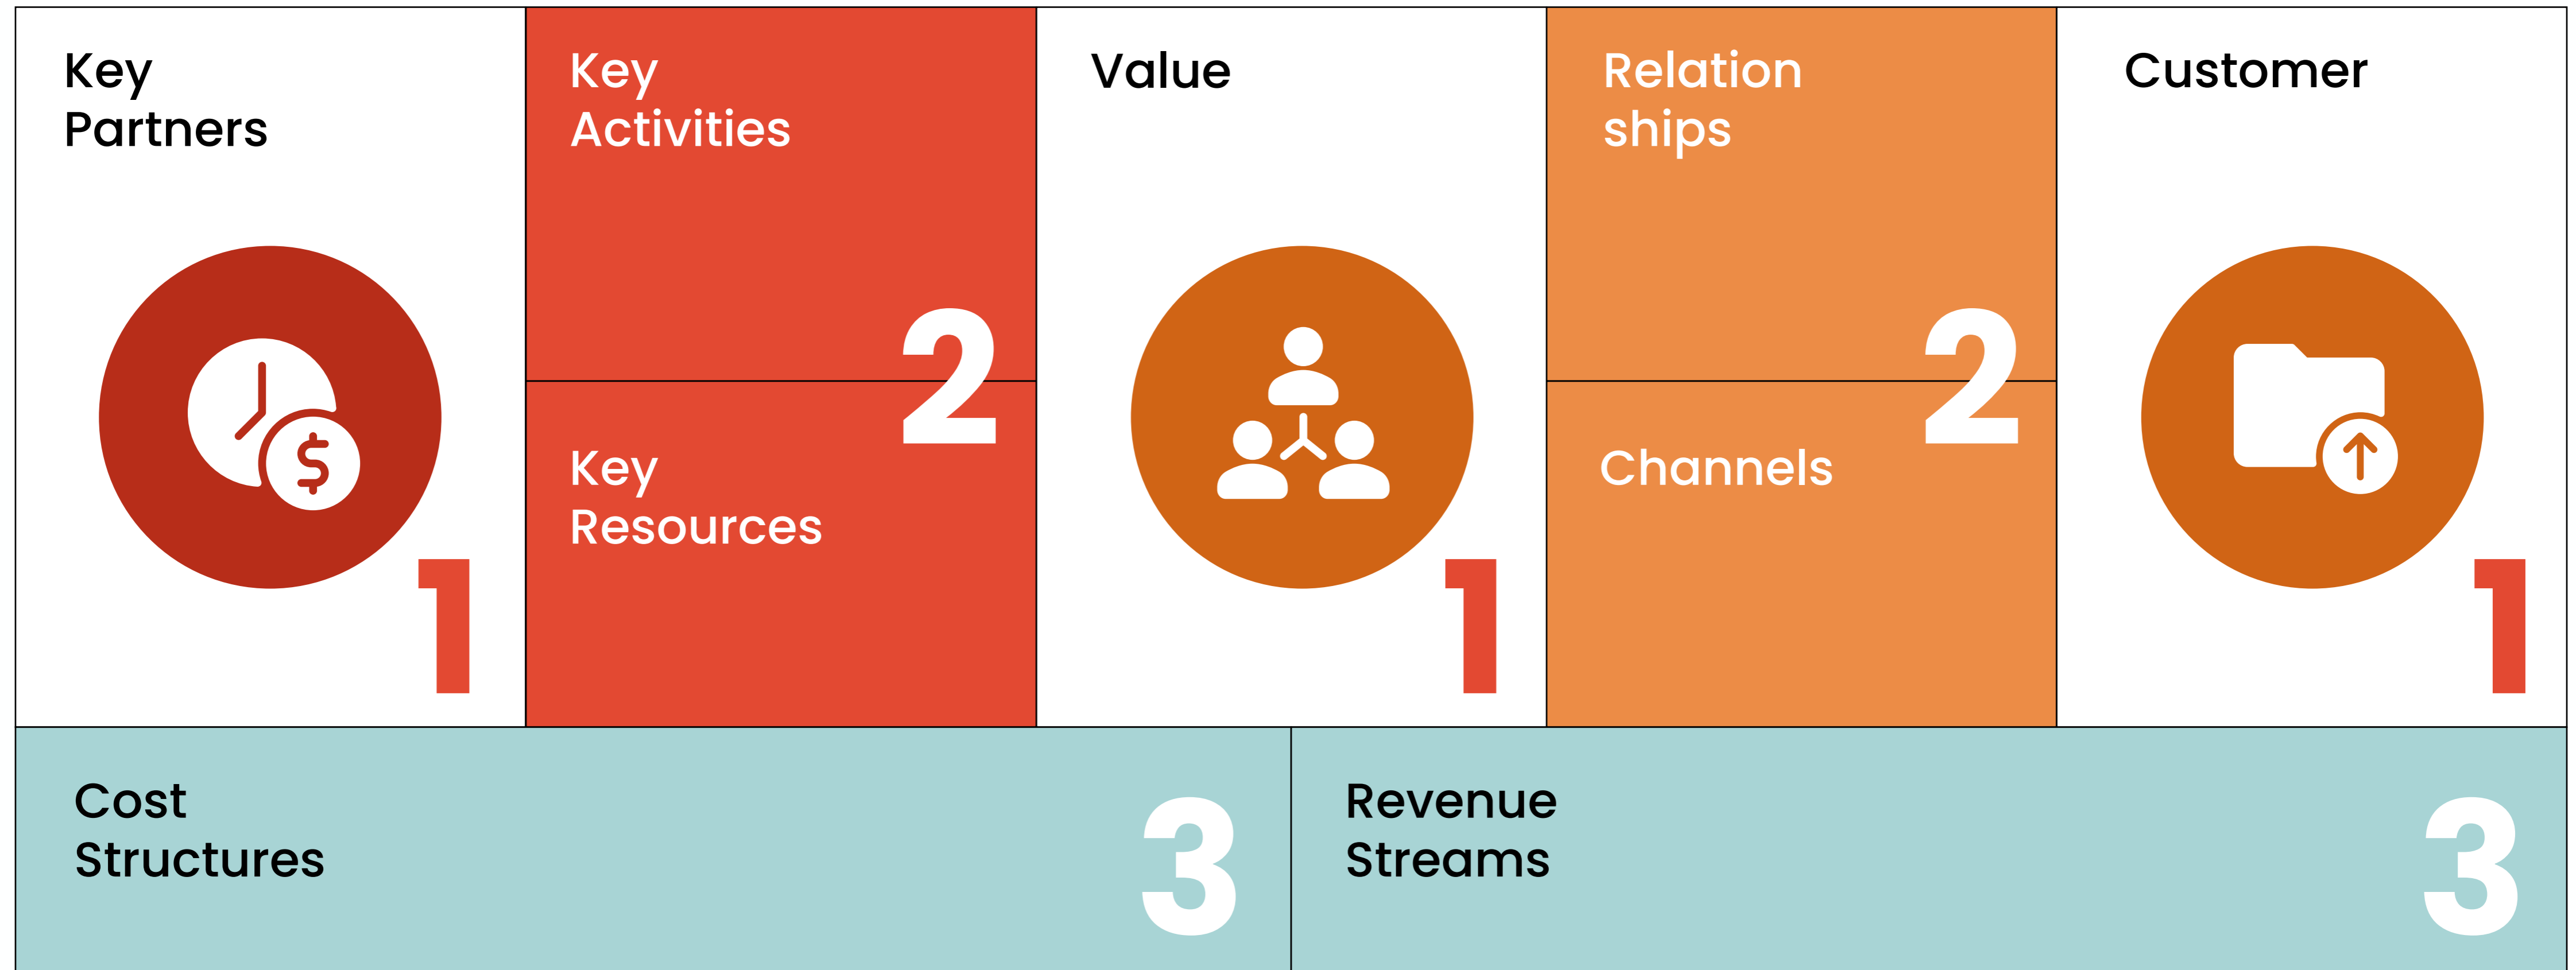 Key
Partners
1
Key
Activities
2
Key
Resources
Value
1
Relation
ships
2
Channels
Customer
1
Cost
Structures
3
Revenue
Streams
3
$